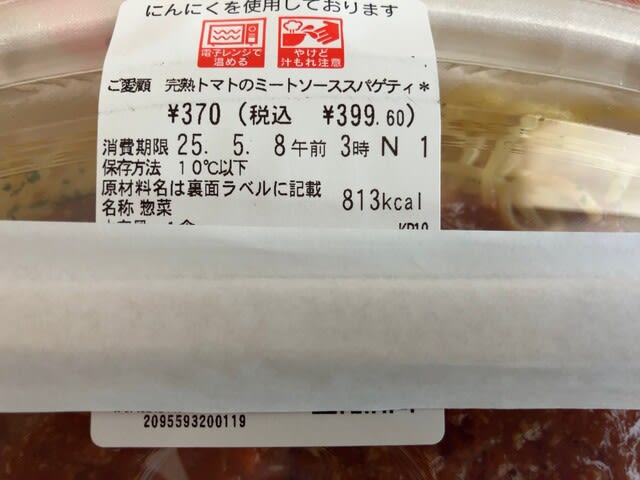 にんにくを使用しております
電子レンジで
温める
やけど
汁もれ注意
ご愛顧 完熟トマトのミートソーススパゲティ*
¥370 (税込 ¥399.60)
消費期限 25. 5. 8午前 3時 N 1
保存方法 10℃以下
原材料名は裏面ラベルに記載
名称 惣菜
813kcal
2095593200119